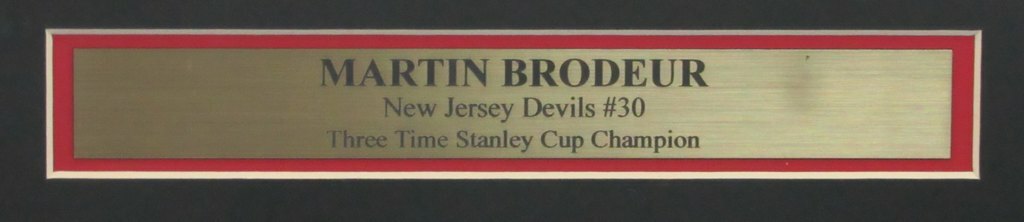 MARTIN BRODEUR
New Jersey Devils #30
Three Time Stanley Cup Champion